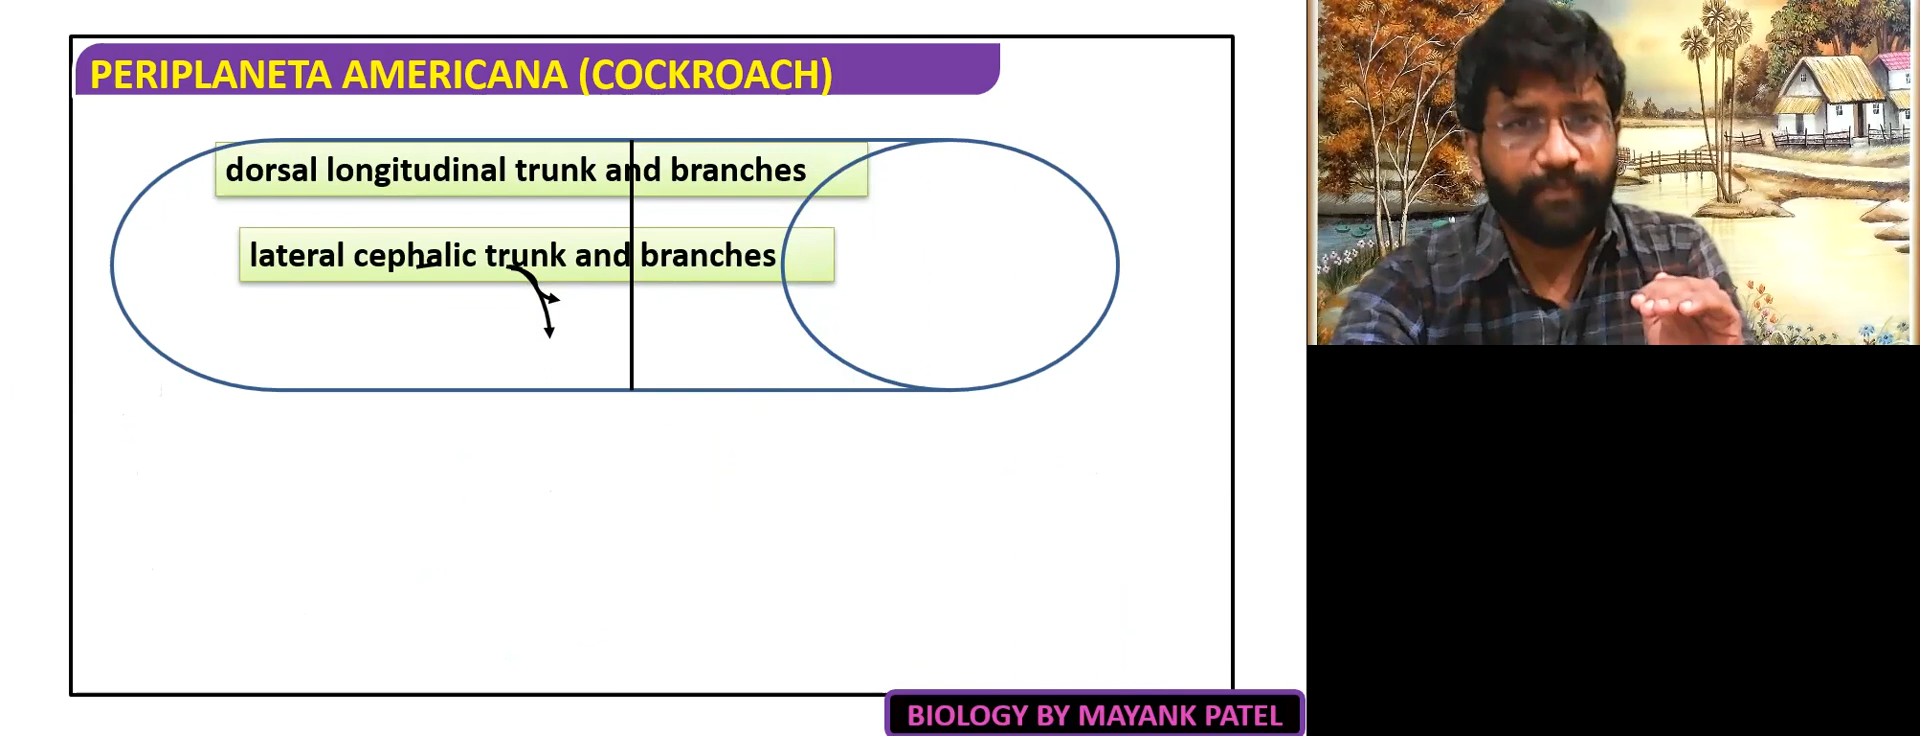 PERIPLANETA AMERICANA (COCKROACH)
dorsal longitudinal trunk and branches
lateral cephalic trunk and branches
BIOLOGY BY MAYANK PATEL